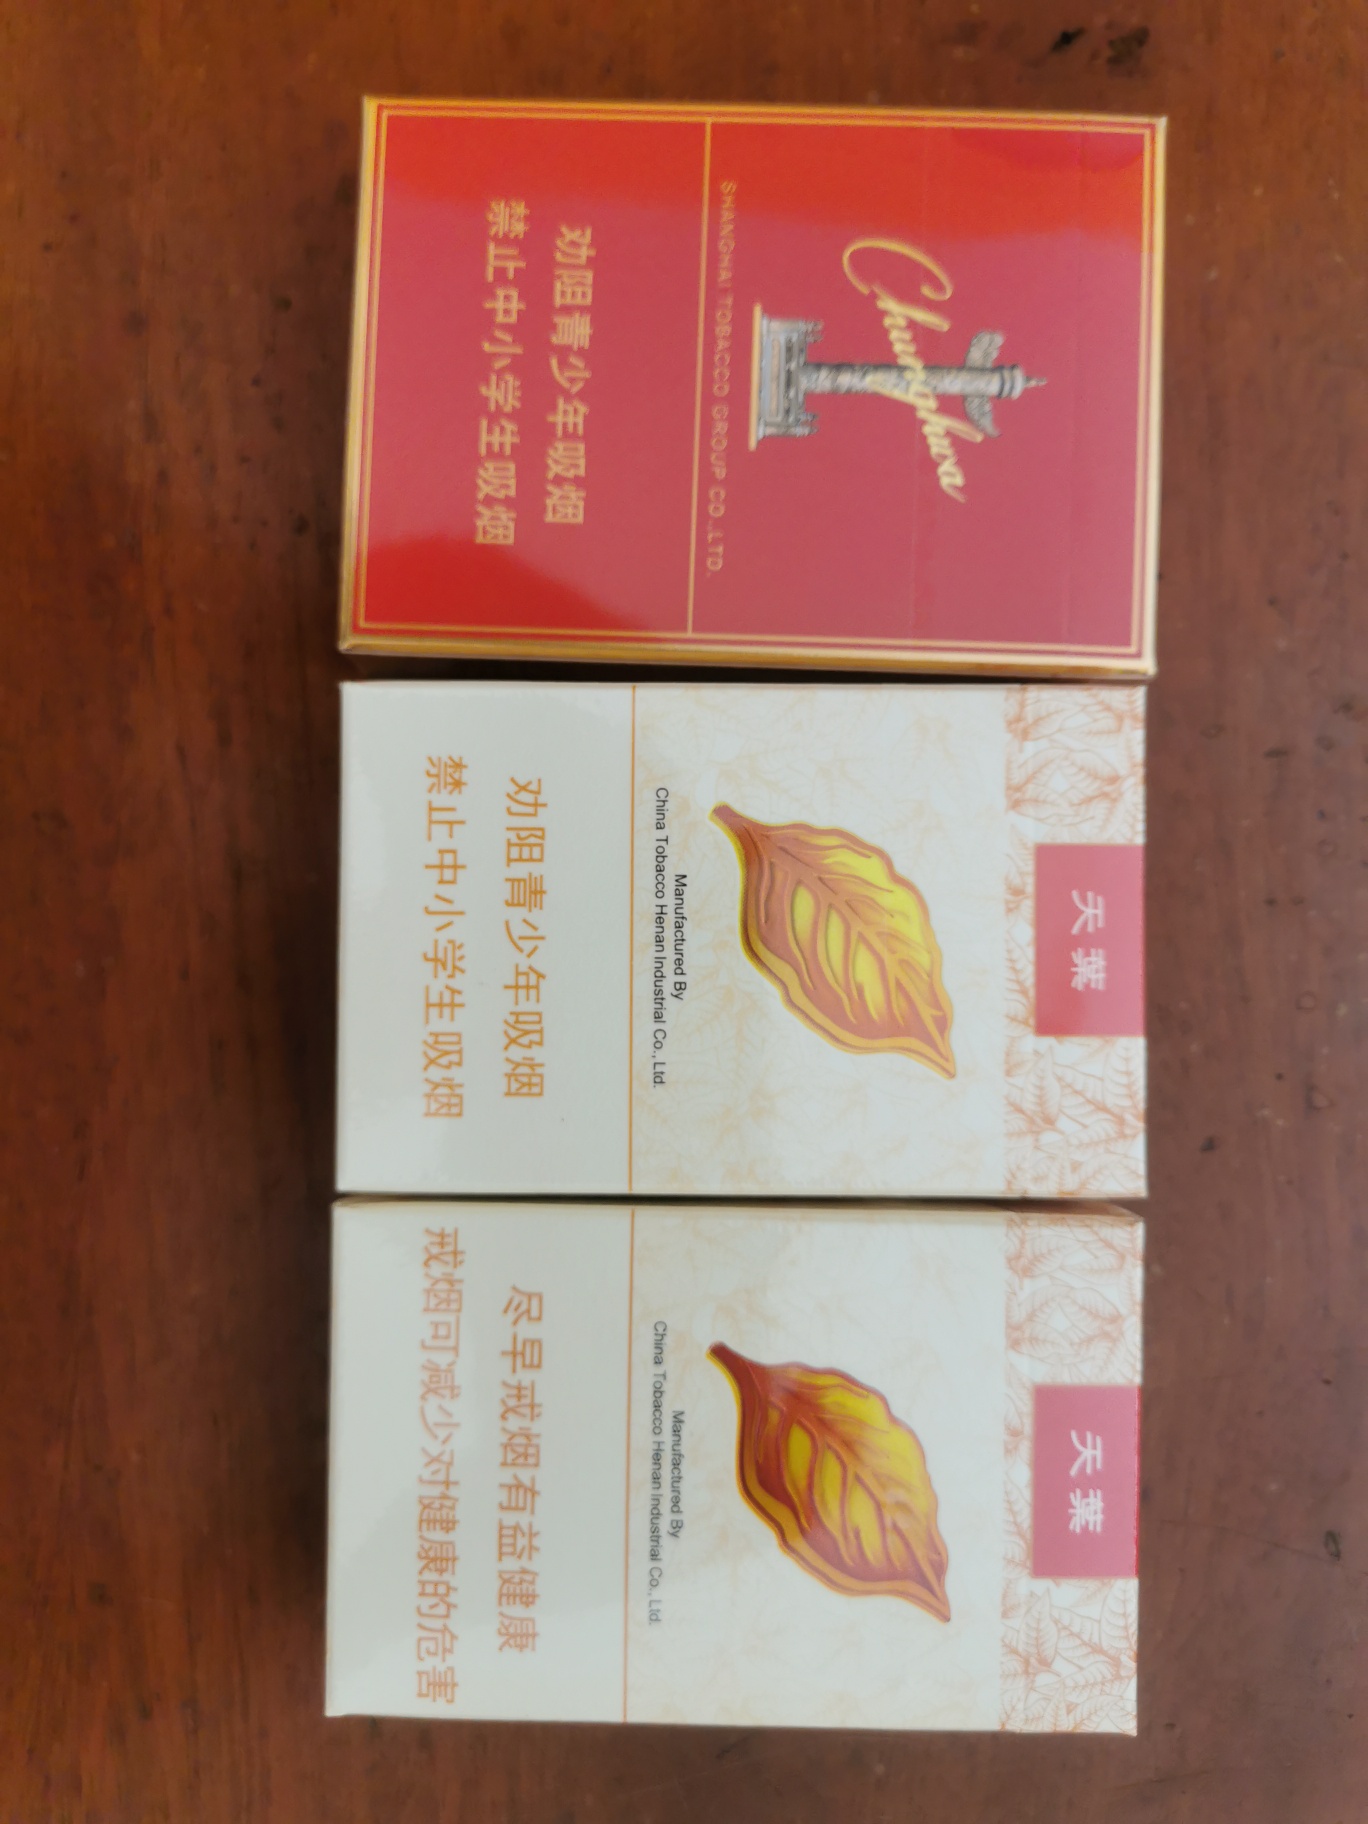 Chunghwa
SHANGHAI TOBACCO GROUP CO.,LTD.
劝阻青少年吸烟
禁止中小学生吸烟
天葉
Manufactured By
China Tobacco Henan Industrial Co., Ltd.
劝阻青少年吸烟
禁止中小学生吸烟
天葉
Manufactured By
China Tobacco Henan Industrial Co., Ltd.
尽早戒烟有益健康
戒烟可减少对健康的危害